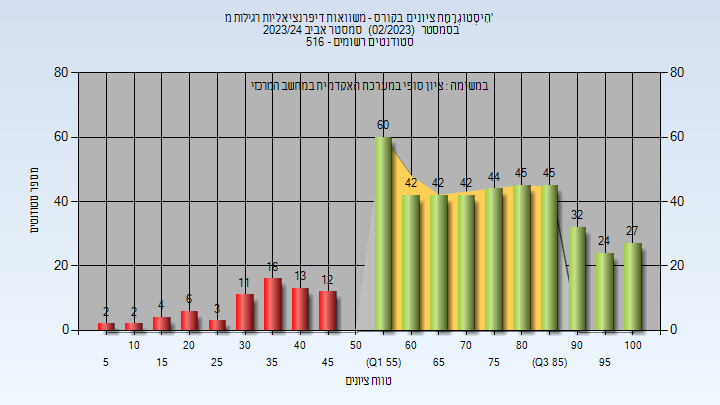 'הִיסְטוֹגְרָמַת ציונים בקורס - משוואות דיפרנציאליות רגילות מ
בסמסטר (02/2023) סמסטר אביב 2023/24
סטודנטים רשומים - 516
במשימה : ציון סופי במערכת האקדמית במחשב המרכזי
80 80
60 60
40 40
20 20
0 0
מספר סטודנטים
2 2 4 6 3 11 16 13 12 60 42 42 42 44 45 45 32 24 27
10 20 30 40 50 60 70 80 90 100
5 15 25 35 45 (Q1 55) 65 75 (Q3 85) 95
טווח ציונים